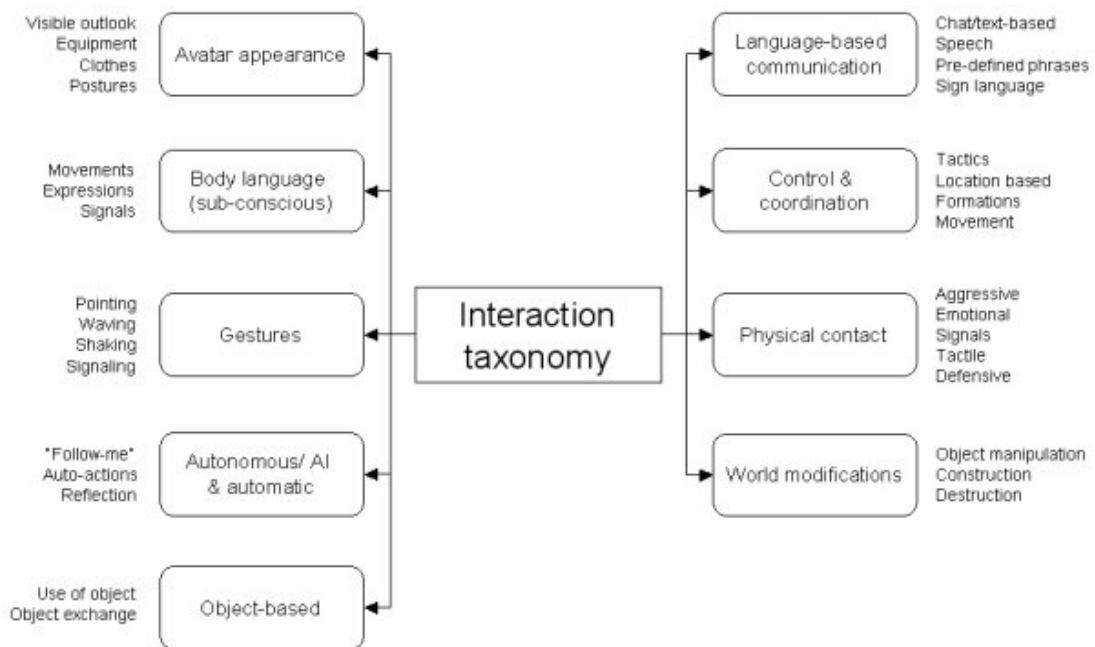 Visible outlook
Equipment
Clothes
Postures
Avatar appearance
Movements
Expressions
Signals
Body language
(sub-conscious)
Pointing
Waving
Shaking
Signaling
Gestures
"Follow-me"
Auto-actions
Reflection
Autonomous/ AI
& automatic
Use of object
Object exchange
Object-based
Interaction
taxonomy
Language-based
communication
Chat/text-based
Speech
Pre-defined phrases
Sign language
Control &
coordination
Tactics
Location based
Formations
Movement
Physical contact
Aggressive
Emotional
Signals
Tactile
Defensive
World modifications
Object manipulation
Construction
Destruction